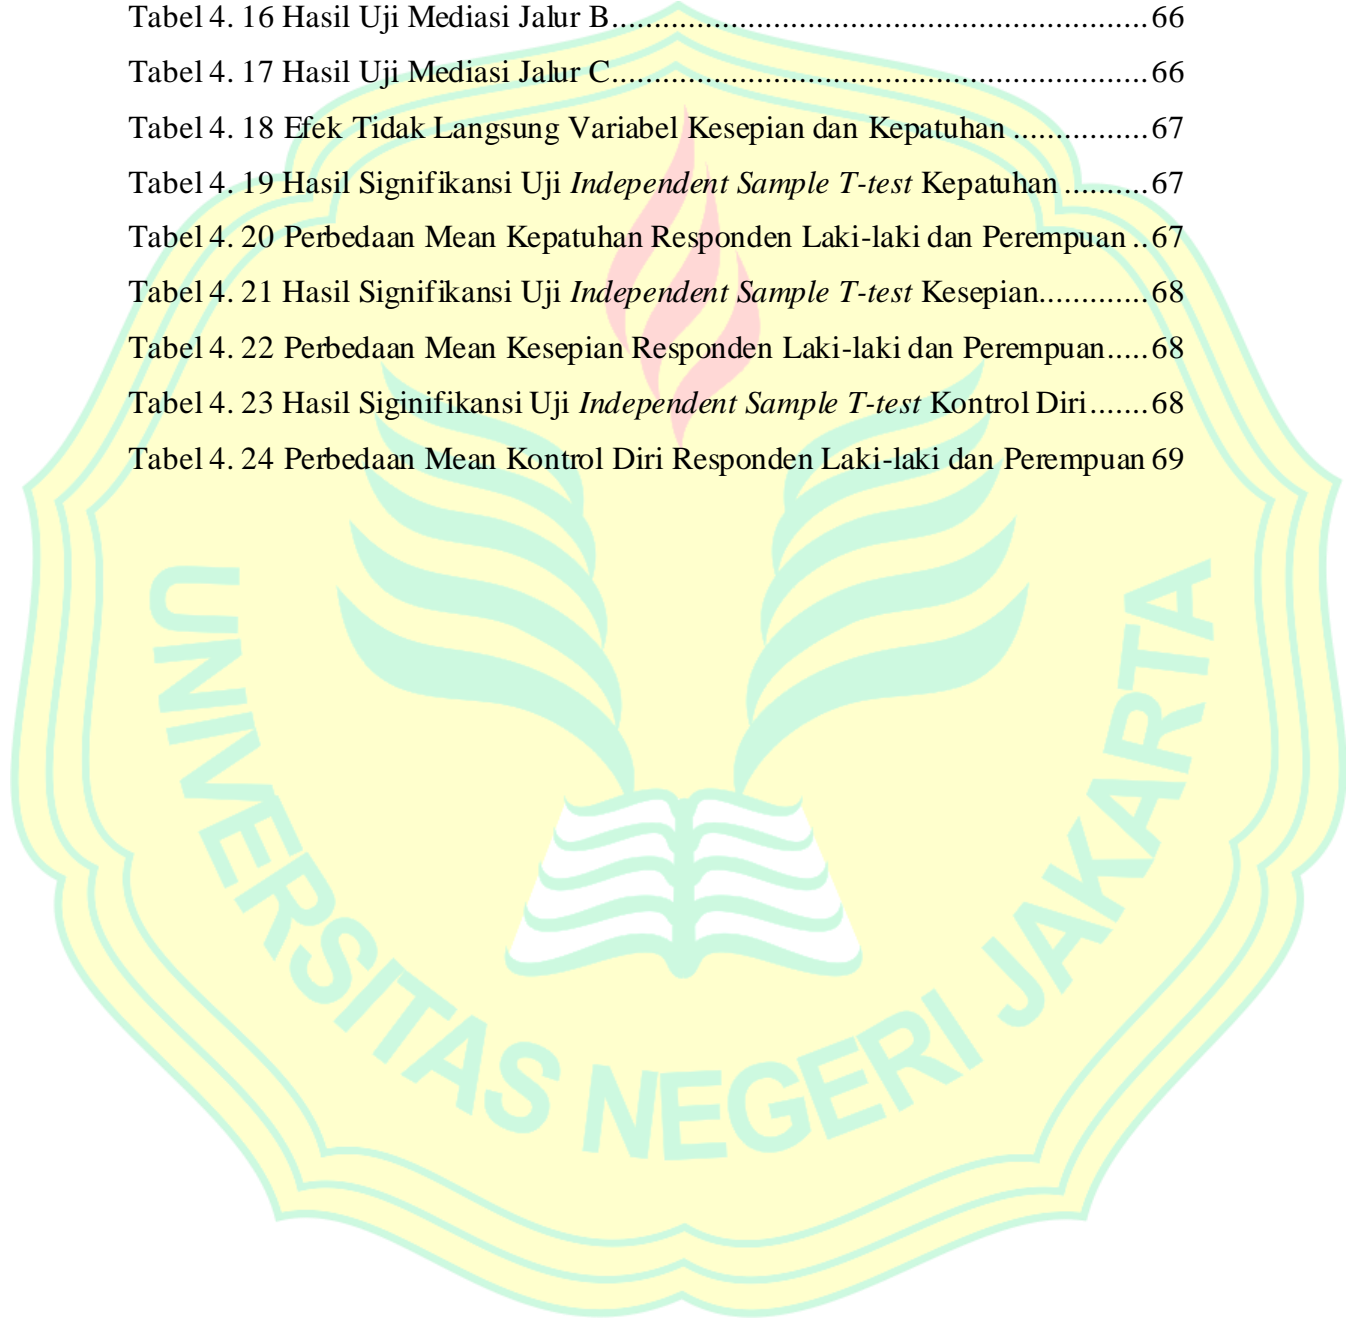 Tabel 4. 16 Hasil Uji Mediasi Jalur B................................................................66
Tabel 4. 17 Hasil Uji Mediasi Jalur C................................................................66
Tabel 4. 18 Efek Tidak Langsung Variabel Kesepian dan Kepatuhan ................67
Tabel 4. 19 Hasil Signifikansi Uji Independent Sample T-test Kepatuhan ..........67
Tabel 4. 20 Perbedaan Mean Kepatuhan Responden Laki-laki dan Perempuan ..67
Tabel 4. 21 Hasil Signifikansi Uji Independent Sample T-test Kesepian.............68
Tabel 4. 22 Perbedaan Mean Kesepian Responden Laki-laki dan Perempuan.....68
Tabel 4. 23 Hasil Siginifikansi Uji Independent Sample T-test Kontrol Diri.......68
Tabel 4. 24 Perbedaan Mean Kontrol Diri Responden Laki-laki dan Perempuan 69
UNIVERSITAS NEGERI JAKARTA